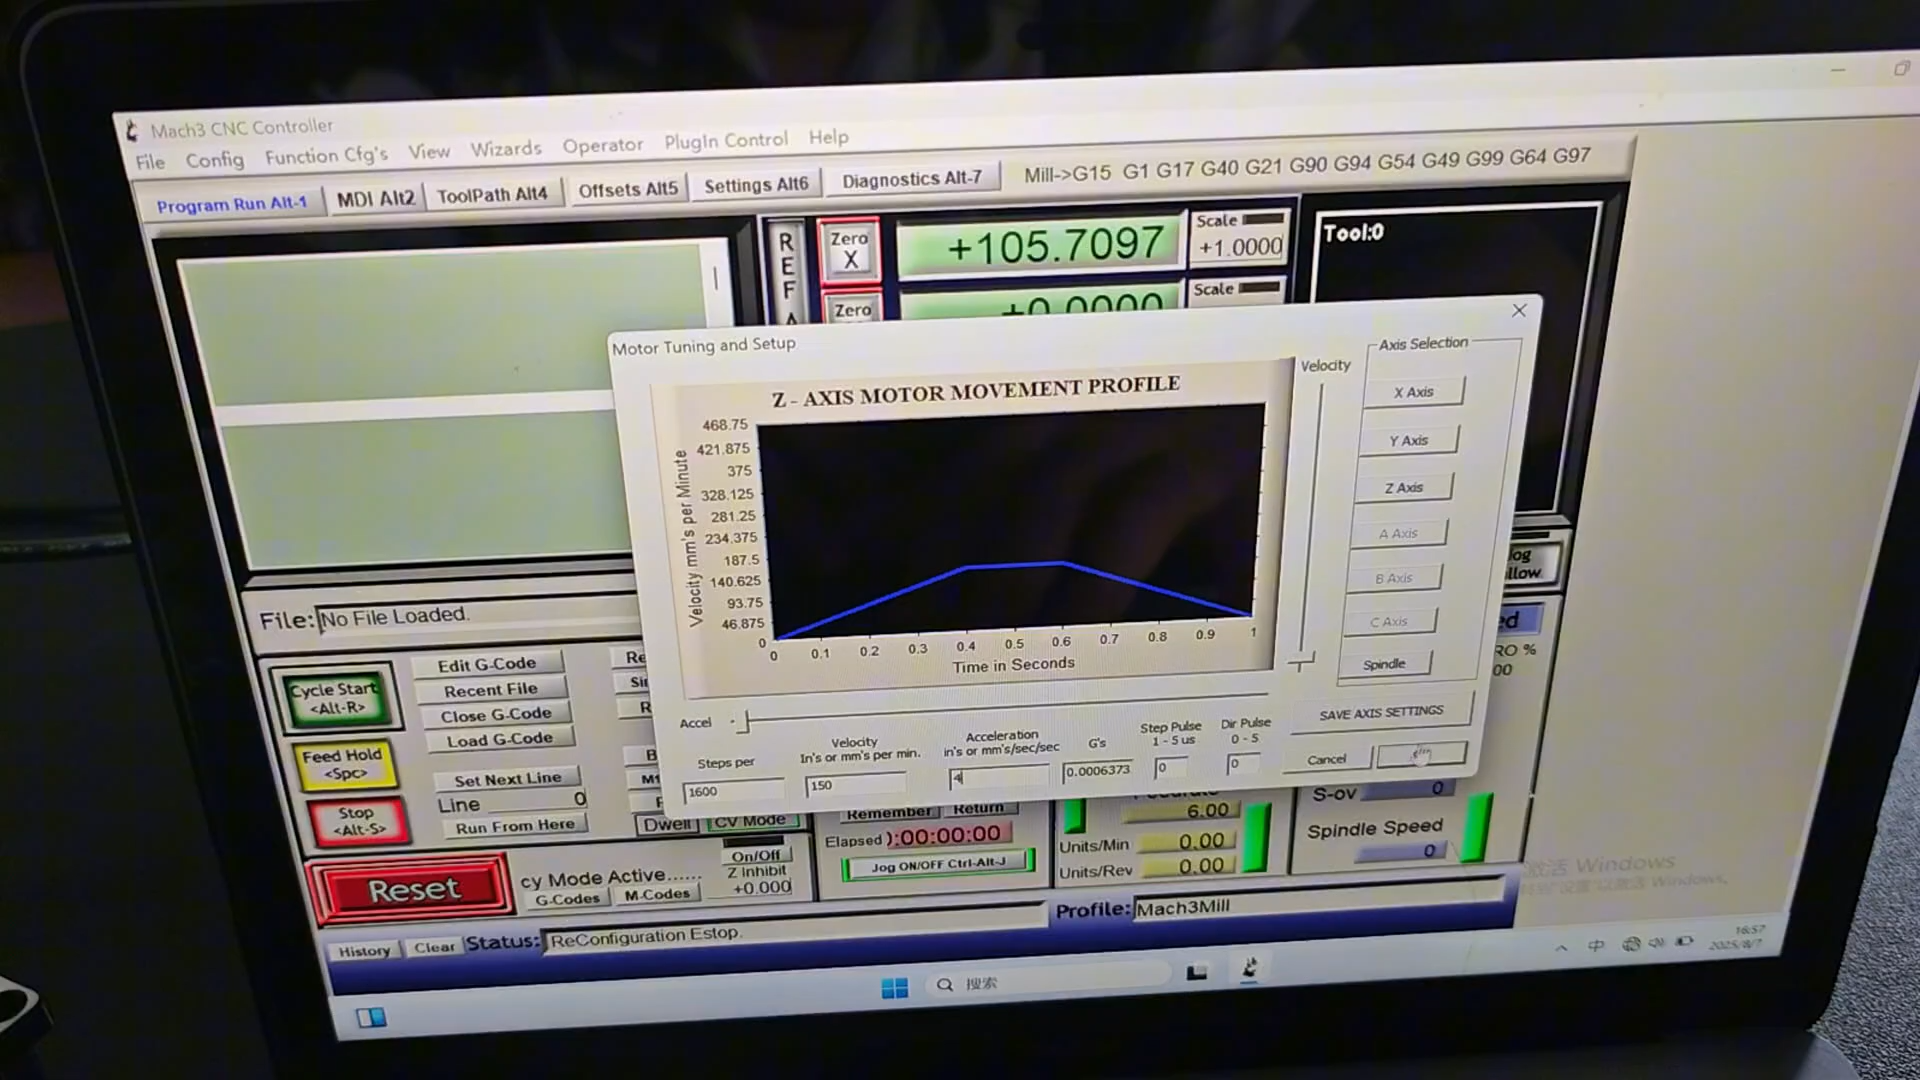 Mach3 CNC Controller
File Config Function Cfg's View Wizards Operator PlugIn Control Help
Program Run Alt-1 MDI Alt2 ToolPath Alt4 Offsets Alt5 Settings Alt6 Diagnostics Alt-7 Mill->G15 G1 G17 G40 G21 G90 G94 G54 G49 G99 G64 G97
REF A
Zero X
+105.7097
Scale
+1.0000
Tool:0
Zero
+0.0000
Scale
Motor Tuning and Setup
Z - AXIS MOTOR MOVEMENT PROFILE
Velocity mm's per Minute
468.75
421.875
375
328.125
281.25
234.375
187.5
140.625
93.75
46.875
0
0 0.1 0.2 0.3 0.4 0.5 0.6 0.7 0.8 0.9 1
Time in Seconds
Velocity
Axis Selection
X Axis
Y Axis
Z Axis
A Axis
B Axis
C Axis
Spindle
Accel
SAVE AXIS SETTINGS
Cancel
Steps per
1600
Velocity
In's or mm's per min.
150
Acceleration
in's or mm's/sec/sec
4
G's
0.0006373
Step Pulse
1 - 5 us
0
Dir Pulse
0 - 5
0
File: No File Loaded.
Cycle Start
<Alt-R>
Feed Hold
<Spc>
Stop
<Alt-S>
Edit G-Code
Recent File
Close G-Code
Load G-Code
Set Next Line
Line 0
Run From Here
Reset
Dwell
CV Mode
On/Off
Z Inhibit
+0.000
G-Codes
M-Codes
Remember
Return
Elapsed
:00:00:00
Jog ON/OFF Ctrl-Alt-J
6.00
Units/Min 0.00
Units/Rev 0.00
S-ov 0
Spindle Speed
0
History Clear Status: ReConfiguration Estop.
Profile: Mach3Mill
搜索
中
16:57
2025/8/7